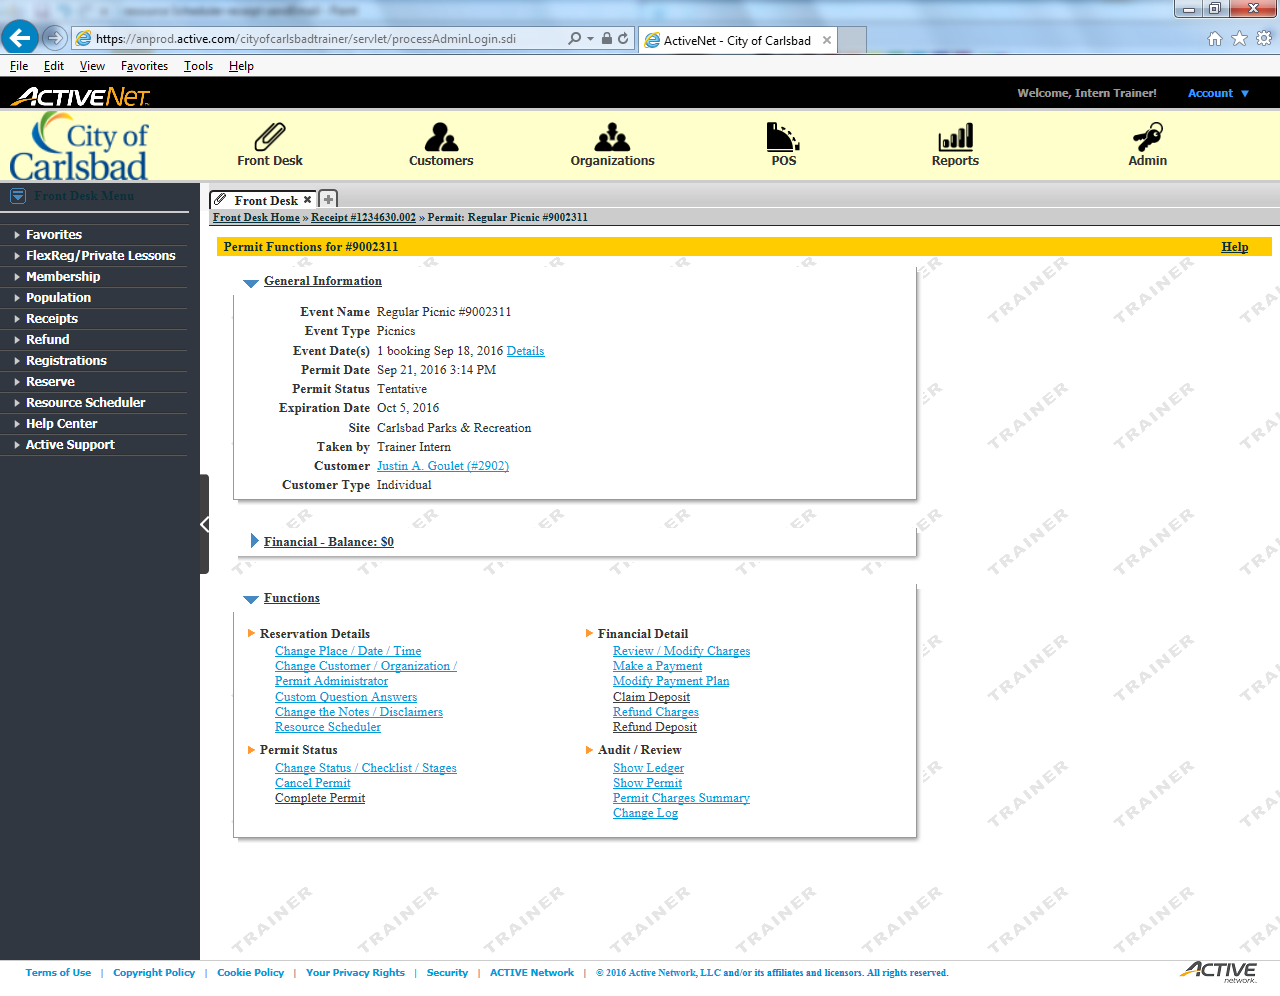 https://anprod.active.com/cityofcarlsbadtrainer/servlet/processAdminLogin.sdi
ActiveNet - City of Carlsbad
File Edit View Favorites Tools Help
ACTIVENET
Welcome, Intern Trainer! Account
City of Carlsbad
Front Desk Customers Organizations POS Reports Admin
Front Desk Menu
Favorites
FlexReg/Private Lessons
Membership
Population
Receipts
Refund
Registrations
Reserve
Resource Scheduler
Help Center
Active Support
Front Desk
Front Desk Home » Receipt #1234630.002 » Permit: Regular Picnic #9002311
Permit Functions for #9002311 Help
General Information
Event Name Regular Picnic #9002311
Event Type Picnics
Event Date(s) 1 booking Sep 18, 2016 Details
Permit Date Sep 21, 2016 3:14 PM
Permit Status Tentative
Expiration Date Oct 5, 2016
Site Carlsbad Parks & Recreation
Taken by Trainer Intern
Customer Justin A. Goulet (#2902)
Customer Type Individual
Financial - Balance: $0
Functions
Reservation Details
Change Place / Date / Time
Change Customer / Organization /
Permit Administrator
Custom Question Answers
Change the Notes / Disclaimers
Resource Scheduler
Permit Status
Change Status / Checklist / Stages
Cancel Permit
Complete Permit
Financial Detail
Review / Modify Charges
Make a Payment
Modify Payment Plan
Claim Deposit
Refund Charges
Refund Deposit
Audit / Review
Show Ledger
Show Permit
Permit Charges Summary
Change Log
TRAINER
Terms of Use | Copyright Policy | Cookie Policy | Your Privacy Rights | Security | ACTIVE Network | © 2016 Active Network, LLC and/or its affiliates and licensors. All rights reserved.
ACTIVE network